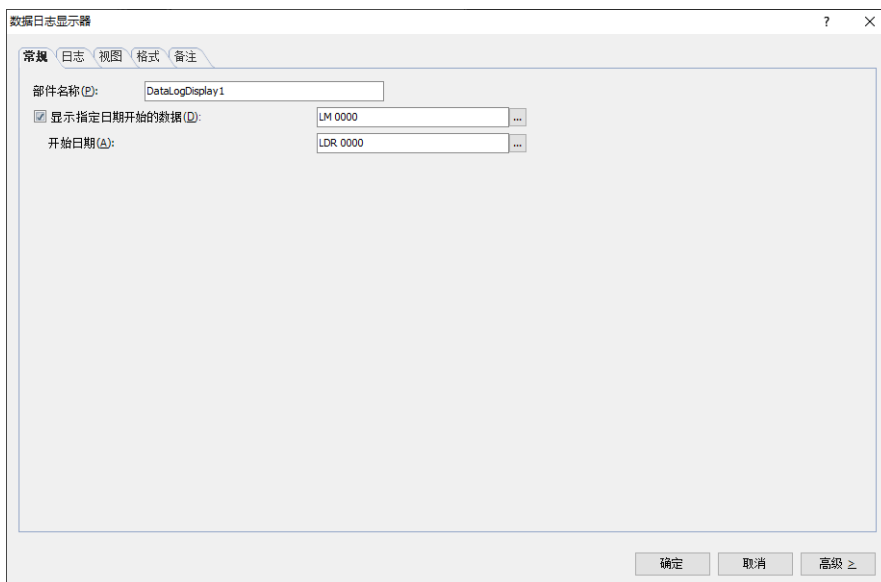 数据日志显示器 ?
常规 日志 视图 格式 备注
部件名称(P): DataLogDisplay1
显示指定日期开始的数据(D): LM 0000 ...
开始日期(A): LDR 0000 ...
确定 取消 高级 ≥